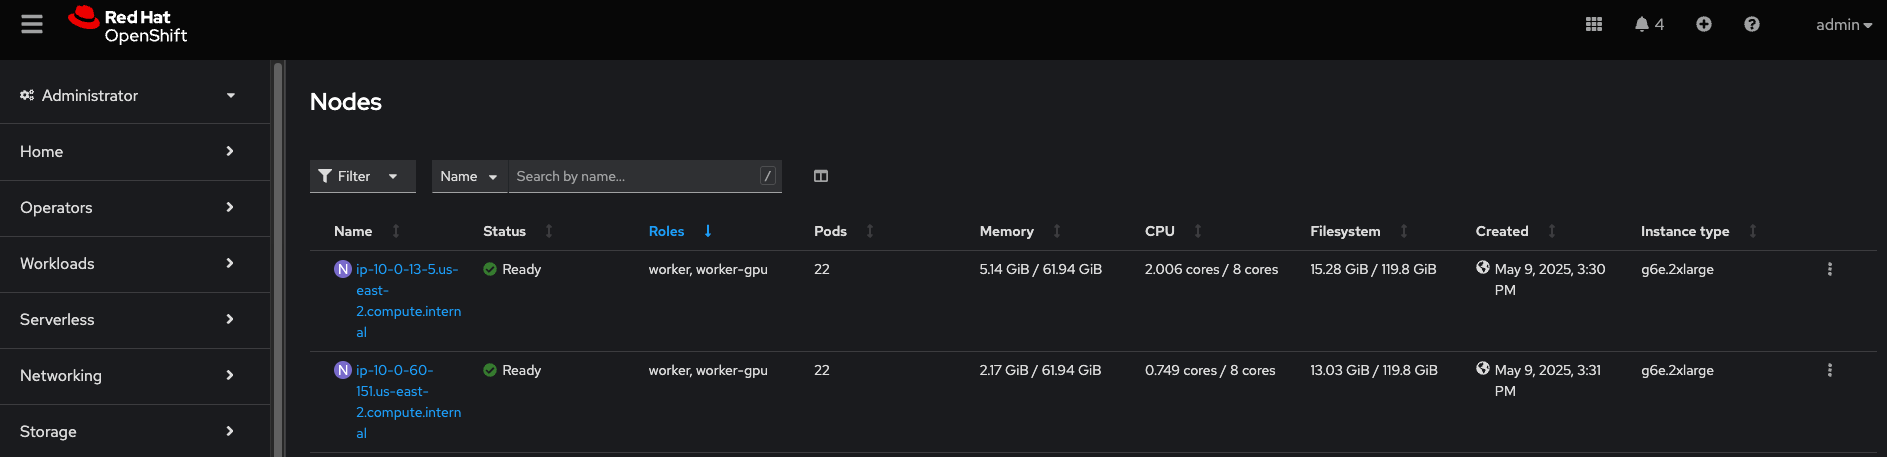 Red Hat
OpenShift
4
admin
Administrator
Home
Operators
Workloads
Serverless
Networking
Storage
Nodes
Filter
Name
Search by name...
/
Name Status Roles Pods Memory CPU Filesystem Created Instance type
N ip-10-0-13-5.us- Ready worker, worker-gpu 22 5.14 GiB / 61.94 GiB 2.006 cores / 8 cores 15.28 GiB / 119.8 GiB May 9, 2025, 3:30 g6e.2xlarge
east- PM
2.compute.intern
al
N ip-10-0-60- Ready worker, worker-gpu 22 2.17 GiB / 61.94 GiB 0.749 cores / 8 cores 13.03 GiB / 119.8 GiB May 9, 2025, 3:31 g6e.2xlarge
151.us-east- PM
2.compute.intern
al